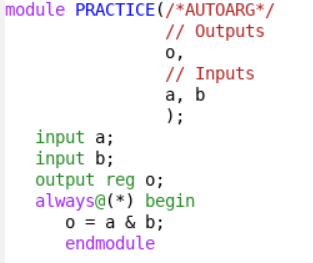 module PRACTICE(/*AUTOARG*/
// Outputs
o,
// Inputs
a, b
);
input a;
input b;
output reg o;
always@(*) begin
o = a & b;
endmodule